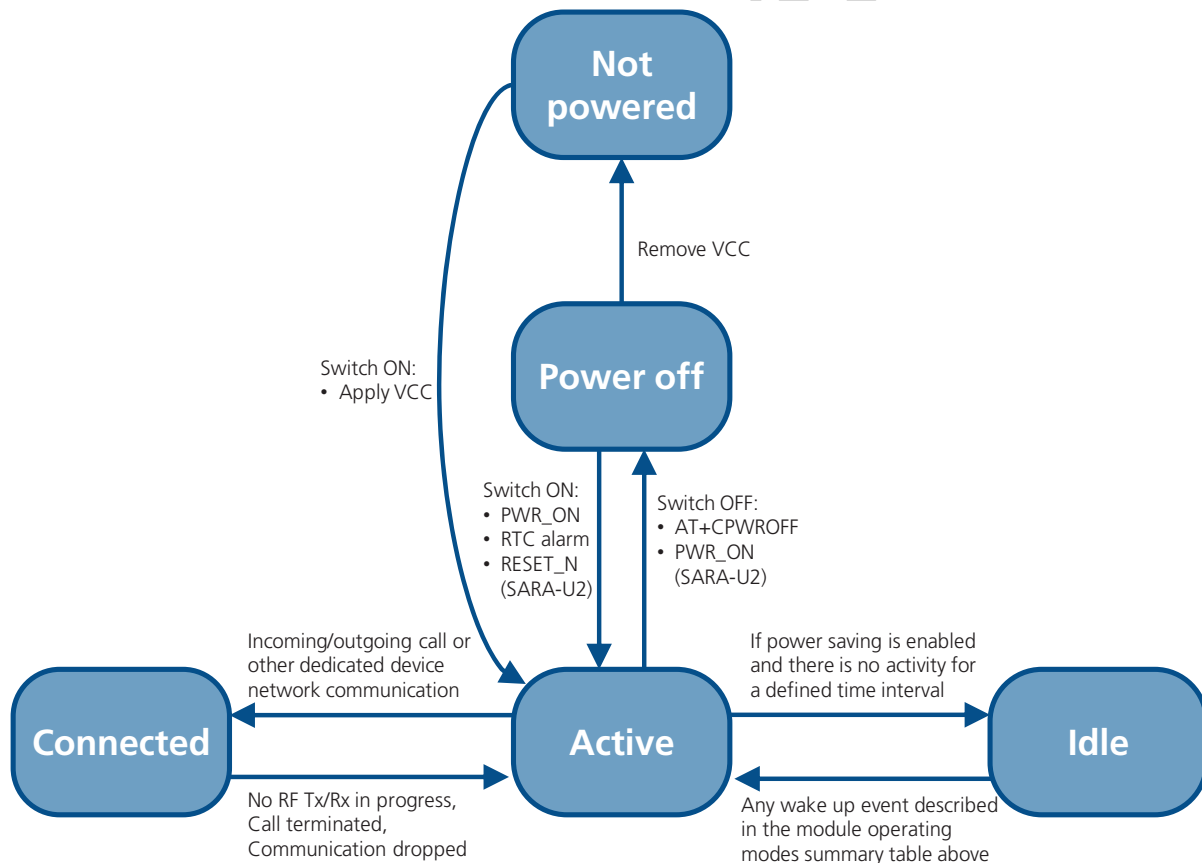 Not
powered
Remove VCC
Switch ON:
• Apply VCC
Power off
Switch ON:
• PWR_ON
• RTC alarm
• RESET_N
(SARA-U2)
Switch OFF:
• AT+CPWROFF
• PWR_ON
(SARA-U2)
Incoming/outgoing call or
other dedicated device
network communication
If power saving is enabled
and there is no activity for
a defined time interval
Connected
Active
Idle
No RF Tx/Rx in progress,
Call terminated,
Communication dropped
Any wake up event described
in the module operating
modes summary table above